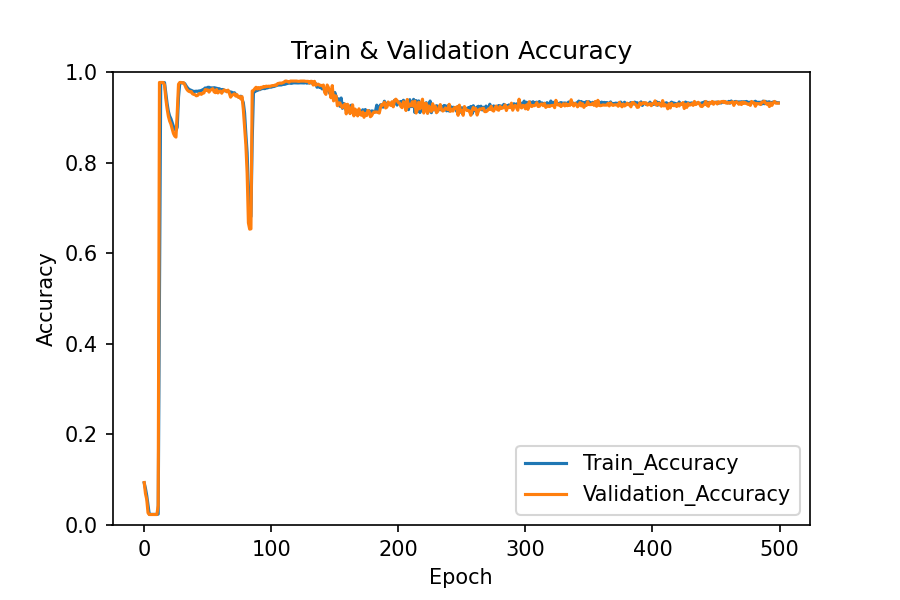 Train & Validation Accuracy
1.0
0.8
0.6
0.4
0.2
0.0
Accuracy
Train_Accuracy
Validation_Accuracy
0 100 200 300 400 500
Epoch